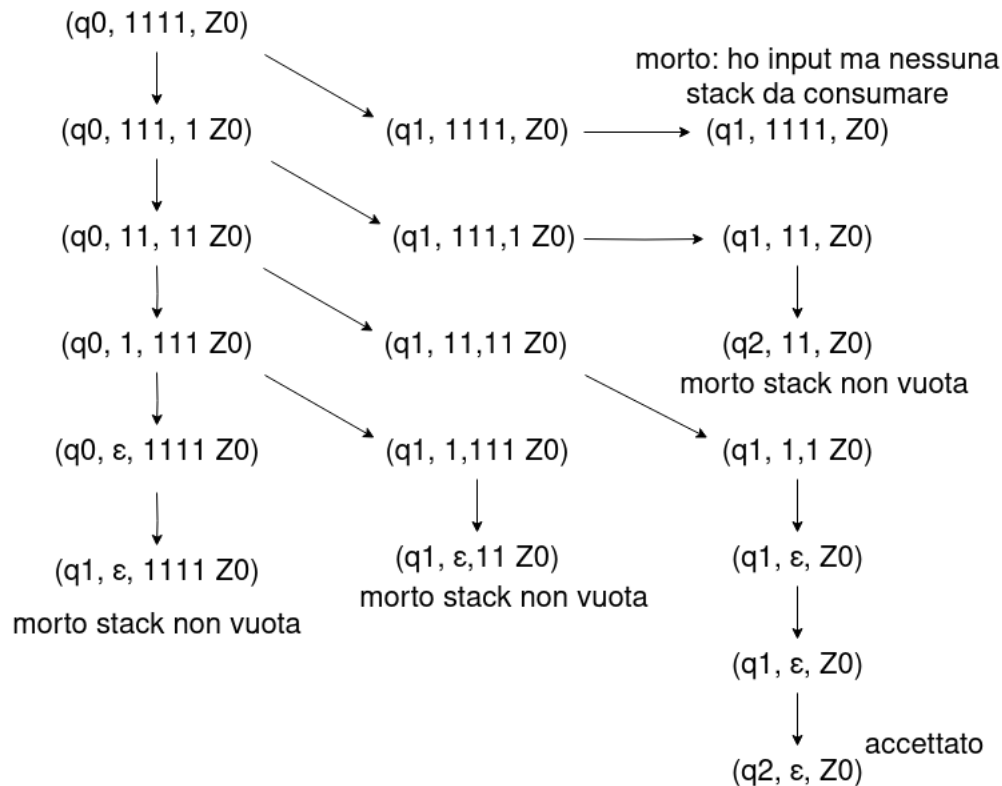 (q0, 1111, Z0)
morto: ho input ma nessuna
stack da consumare
(q0, 111, 1 Z0)
(q1, 1111, Z0)
(q1, 1111, Z0)
(q0, 11, 11 Z0)
(q1, 111,1 Z0)
(q1, 11, Z0)
(q0, 1, 111 Z0)
(q1, 11,11 Z0)
(q2, 11, Z0)
morto stack non vuota
(q0, ε, 1111 Z0)
(q1, 1,111 Z0)
(q1, 1,1 Z0)
(q1, ε, 1111 Z0)
morto stack non vuota
(q1, ε,11 Z0)
morto stack non vuota
(q1, ε, Z0)
(q1, ε, Z0)
accettato
(q2, ε, Z0)